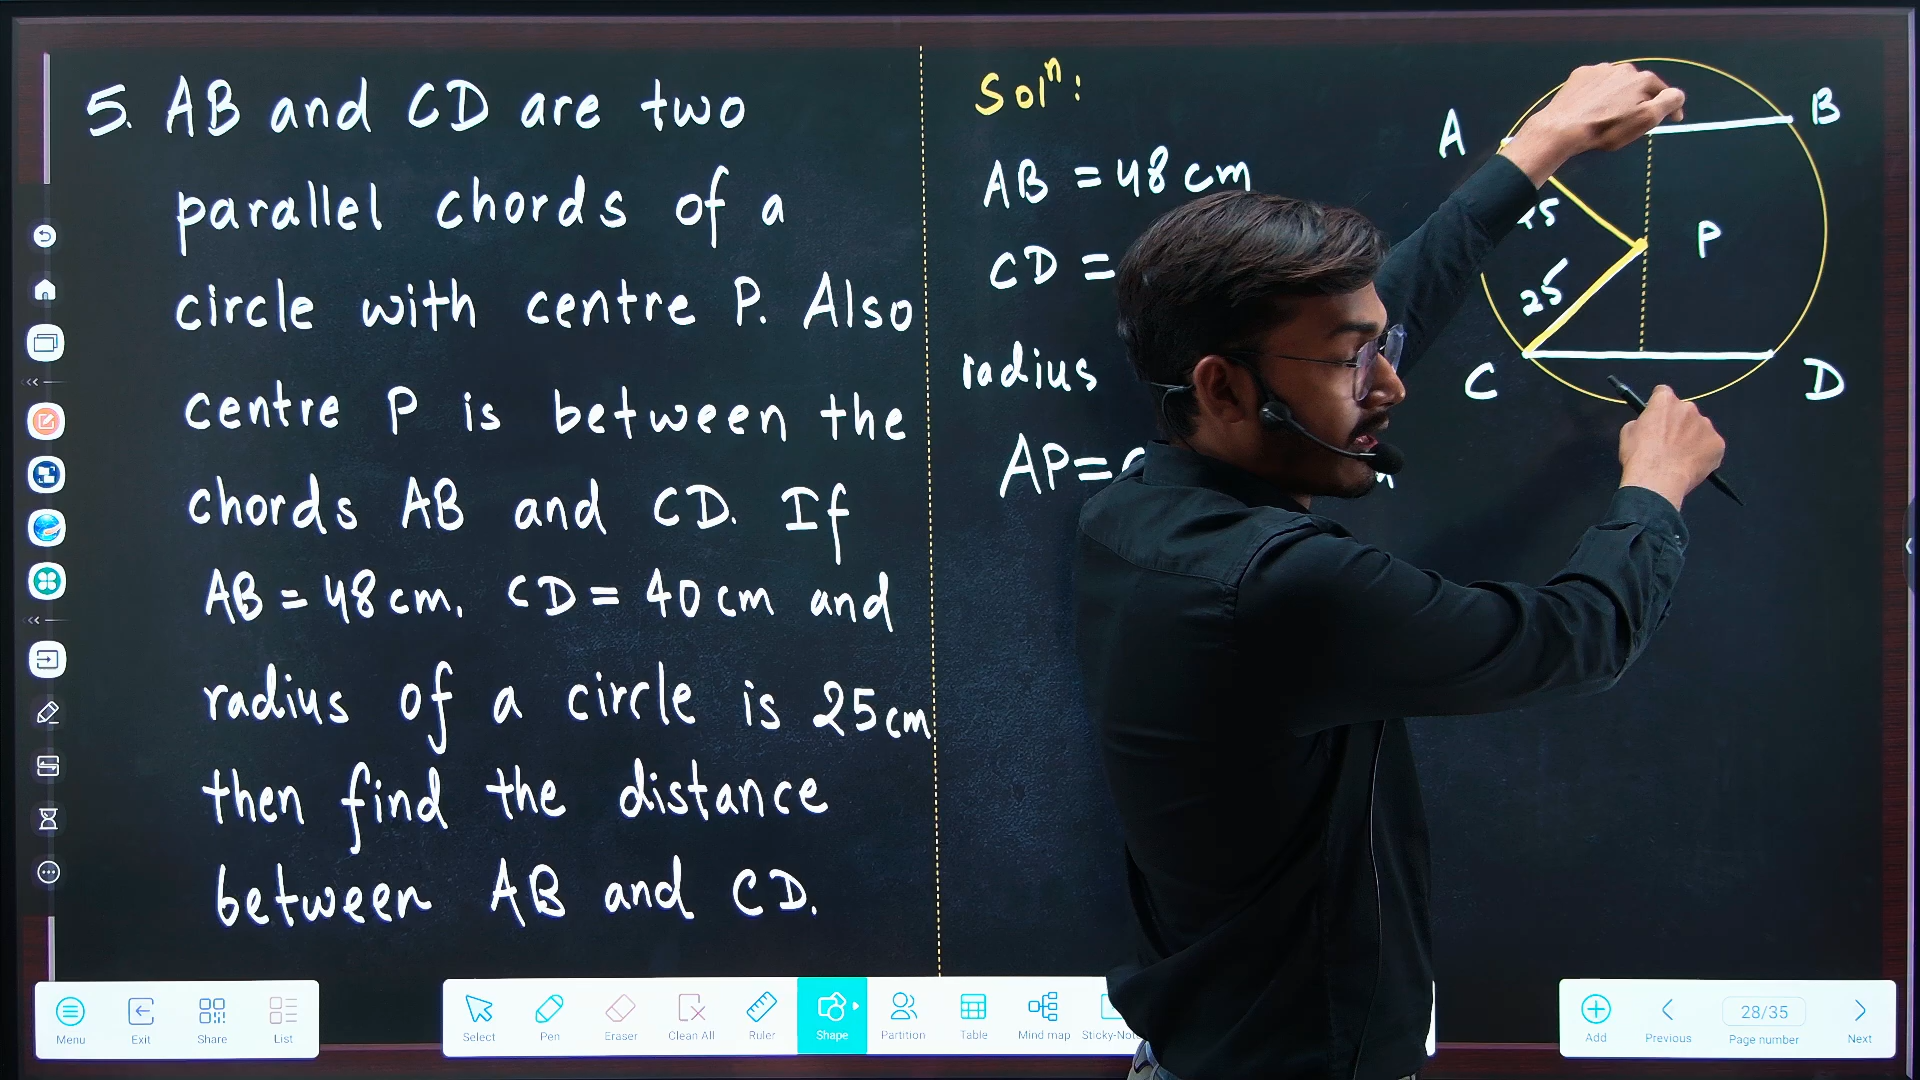 5. AB and CD are two
parallel chords of a
circle with centre P. Also
centre P is between the
chords AB and CD. If
AB = 48 cm, CD = 40 cm and
radius of a circle is 25 cm
then find the distance
between AB and CD.
Solⁿ:
AB = 48 cm
CD =
radius
AP =
A
B
25
P
25
C
D
Menu
Exit
Share
List
Select
Pen
Eraser
Clean All
Ruler
Shape
Partition
Table
Mind map
Add
Previous
28/35
Page number
Next